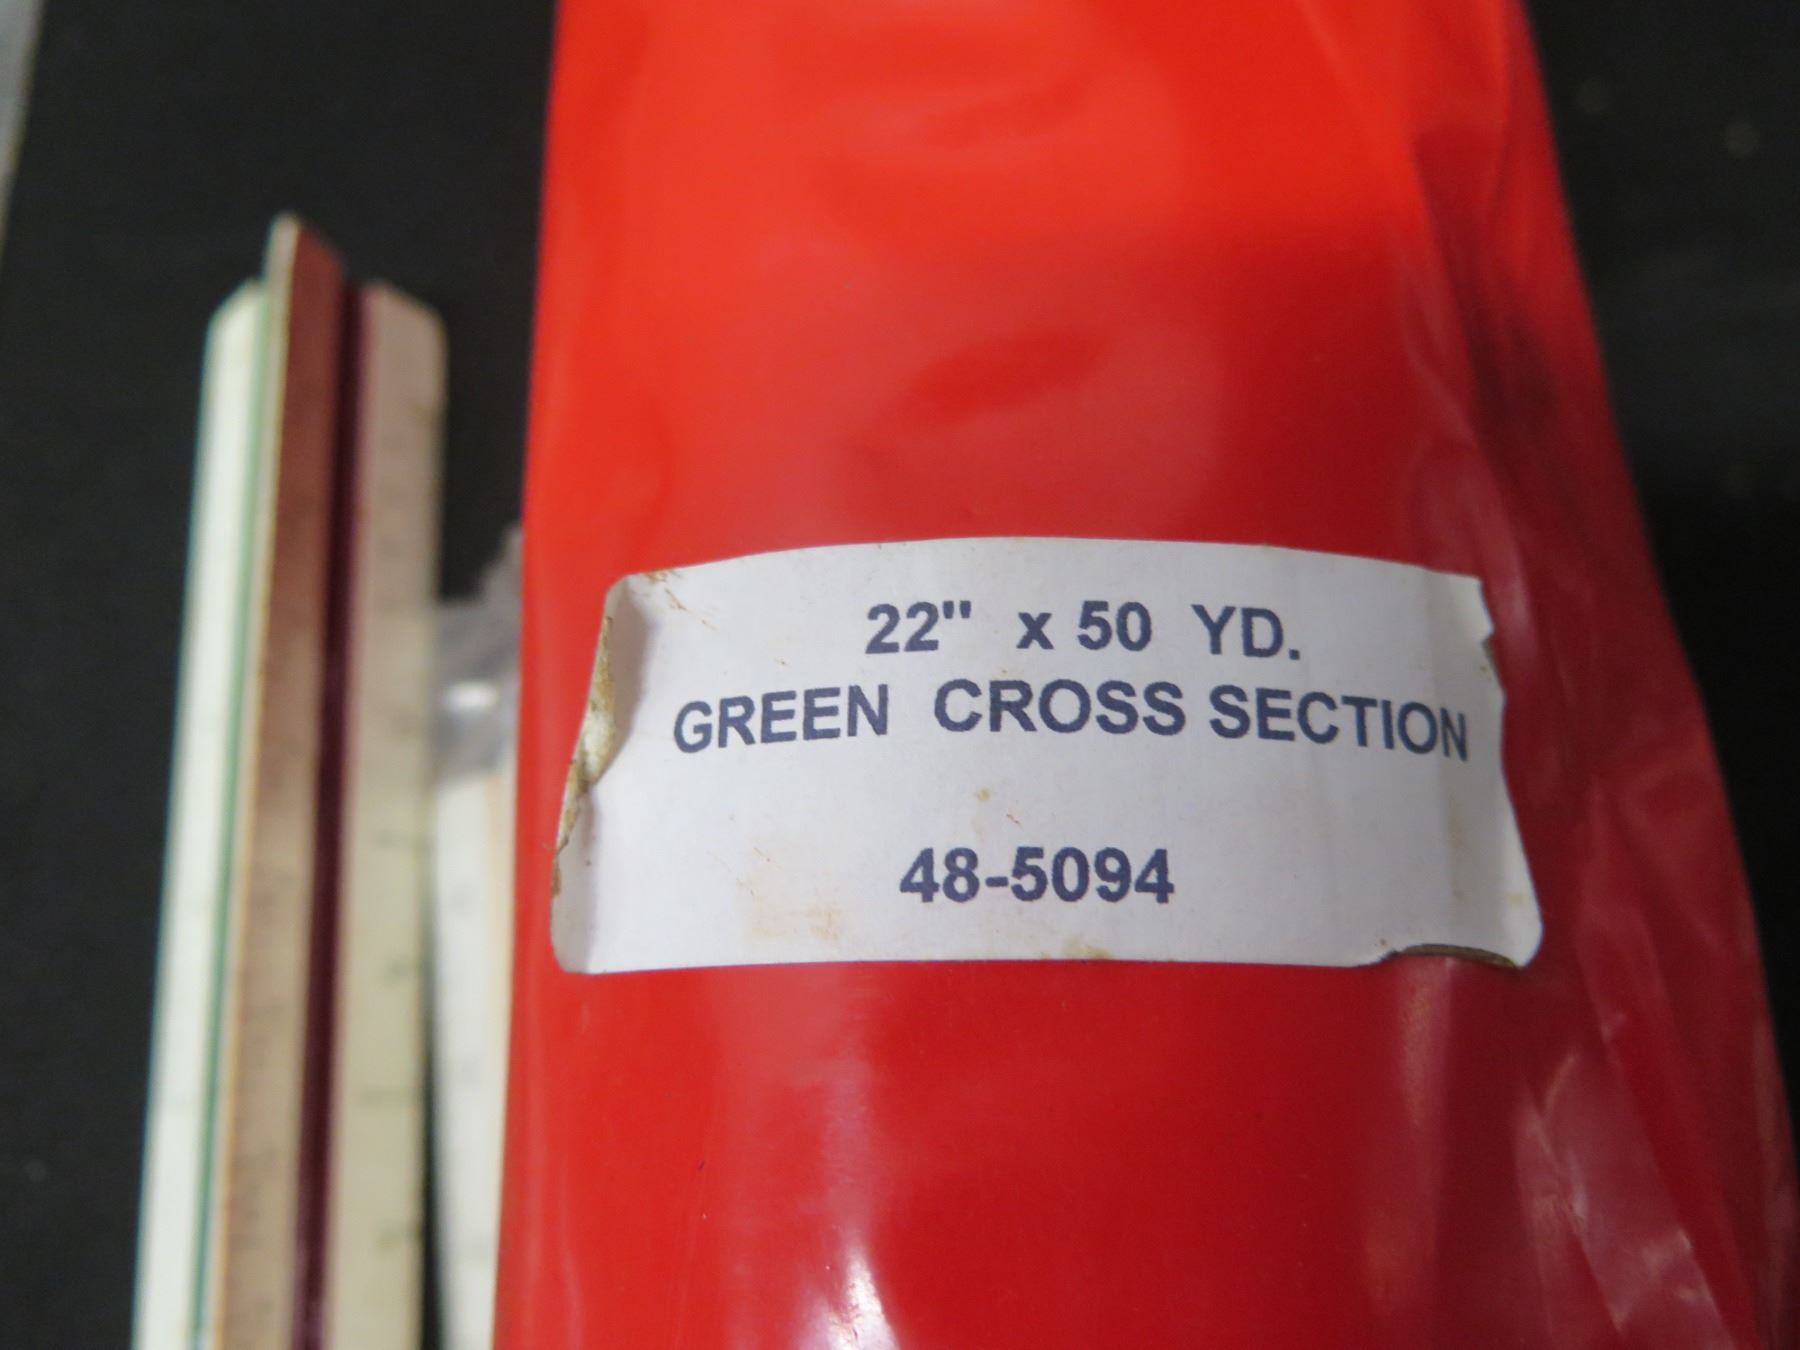 22" x 50 YD.
GREEN CROSS SECTION
48-5094